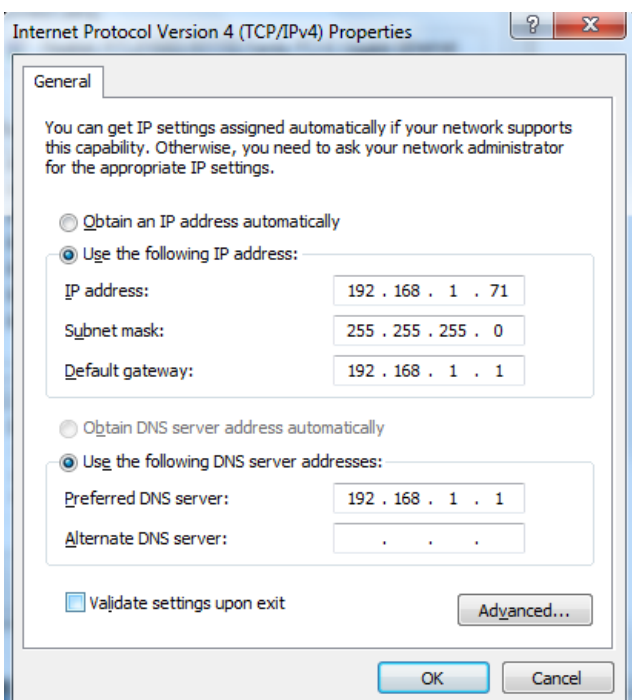 Internet Protocol Version 4 (TCP/IPv4) Properties
?
X
General
You can get IP settings assigned automatically if your network supports
this capability. Otherwise, you need to ask your network administrator
for the appropriate IP settings.
Obtain an IP address automatically
Use the following IP address:
IP address: 192 . 168 . 1 . 71
Subnet mask: 255 . 255 . 255 . 0
Default gateway: 192 . 168 . 1 . 1
Obtain DNS server address automatically
Use the following DNS server addresses:
Preferred DNS server: 192 . 168 . 1 . 1
Alternate DNS server: . . .
Validate settings upon exit
Advanced...
OK Cancel